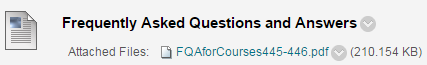 Frequently Asked Questions and Answers
Attached Files: FQAforCourses445-446.pdf (210.154 KB)